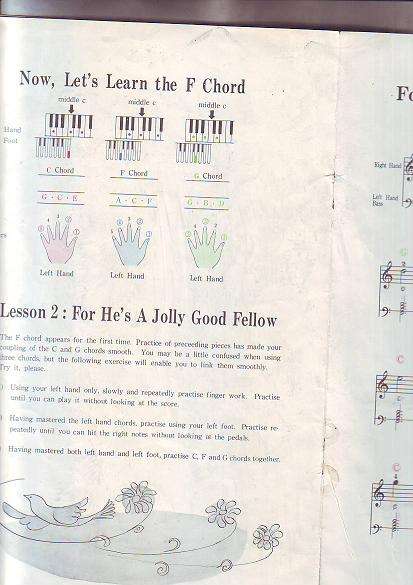 Now, Let's Learn the F Chord
middle c middle c middle c
Hand
Foot
C Chord F Chord G Chord
G · C · E A · C · F G · B · D
Left Hand Left Hand Left Hand
Lesson 2 : For He's A Jolly Good Fellow
The F chord appears for the first time. Practice of preceeding pieces has made your
coupling of the C and G chords smooth. You may be a little confused when using
three chords, but the following exercise will enable you to link them smoothly.
Try it, please.
) Using your left hand only, slowly and repeatedly practise finger work. Practise
until you can play it without looking at the score.
) Having mastered the left hand chords, practise using your left foot. Practise re-
peatedly until you can hit the right notes without looking at the pedals.
) Having mastered both left hand and left foot, practise C, F and G chords together.
Fo
Right Hand
Left Hand
Bass
G
C
C